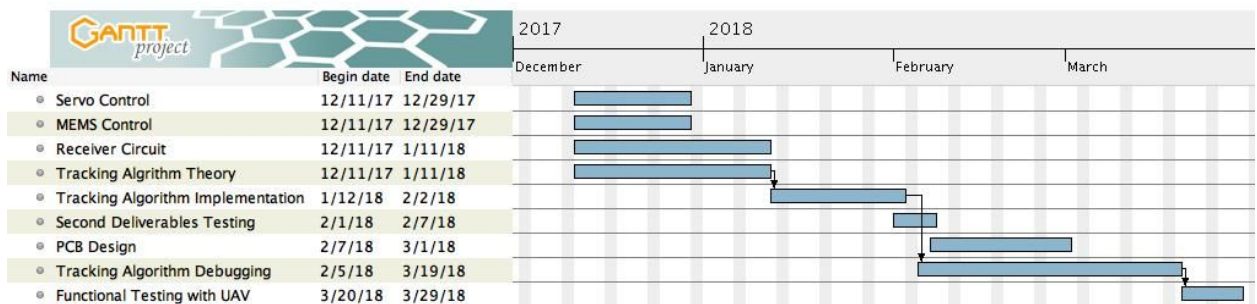 GANTT
project
2017 2018
December January February March
Name Begin date End date
Servo Control 12/11/17 12/29/17
MEMS Control 12/11/17 12/29/17
Receiver Circuit 12/11/17 1/11/18
Tracking Algrithm Theory 12/11/17 1/11/18
Tracking Algorithm Implementation 1/12/18 2/2/18
Second Deliverables Testing 2/1/18 2/7/18
PCB Design 2/7/18 3/1/18
Tracking Algorithm Debugging 2/5/18 3/19/18
Functional Testing with UAV 3/20/18 3/29/18